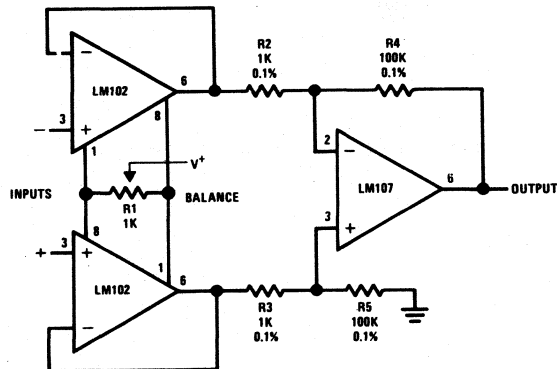 LM102
6
8
3
1
−
+
−
R2
1K
0.1%
R4
100K
0.1%
2
−
LM107
3
+
6
OUTPUT
INPUTS
V+
R1
1K
BALANCE
8
+
3
+
LM102
1
6
−
R3
1K
0.1%
R5
100K
0.1%